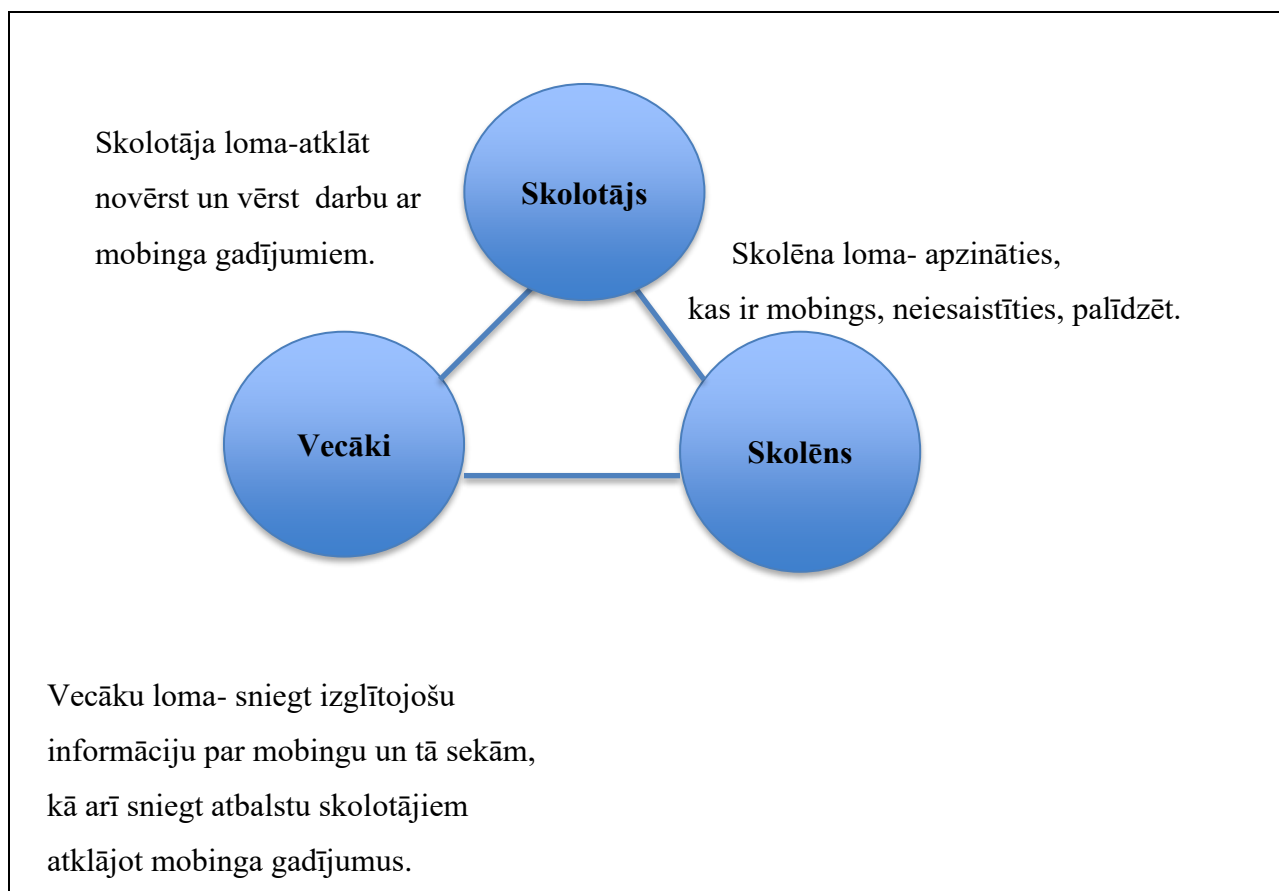 Skolotāja loma-atklāt
novērst un vērst  darbu ar
mobinga gadījumiem.
Skolotājs
Skolēna loma- apzināties,
kas ir mobings, neiesaistīties, palīdzēt.
Vecāki
Skolēns
Vecāku loma- sniegt izglītojošu
informāciju par mobingu un tā sekām,
kā arī sniegt atbalstu skolotājiem
atklājot mobinga gadījumus.